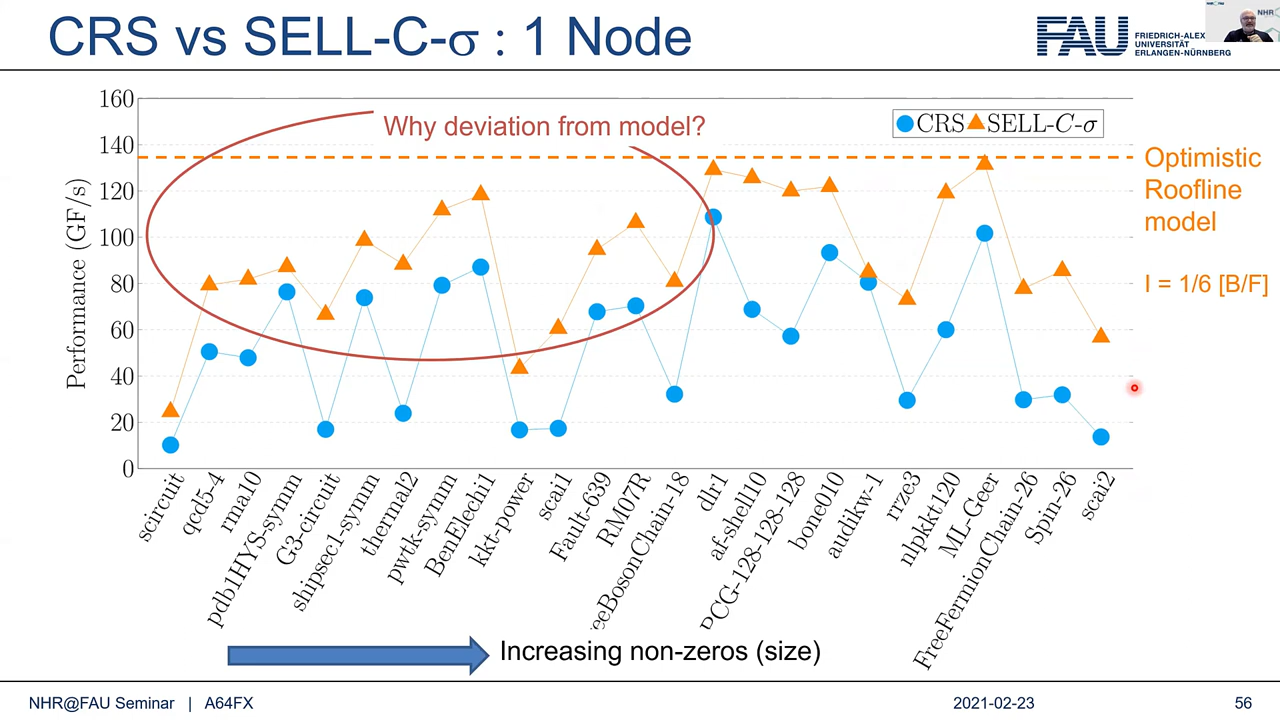 CRS vs SELL-C-σ : 1 Node
FAU
FRIEDRICH-ALEX
UNIVERSITÄT
ERLANGEN-NÜRNBERG
NHR
Why deviation from model?
CRS
SELL-C-σ
Optimistic
Roofline
model
I = 1/6 [B/F]
Performance (GF/s)
160
140
120
100
80
60
40
20
0
scircuit
qcd5-4
rma10
pdb1HYS-symm
G3-circuit
shipsec1-symm
thermal2
pwtk-symm
BenElechi1
kkt-power
scai1
Fault-639
RM07R
eeBosonChain-18
dlr1
af-shell10
PCG-128-128-128
bone010
audikw-1
rrze3
nlpkkt120
ML-Geer
FreeFermionChain-26
Spin-26
scai2
Increasing non-zeros (size)
NHR@FAU Seminar | A64FX
2021-02-23
56